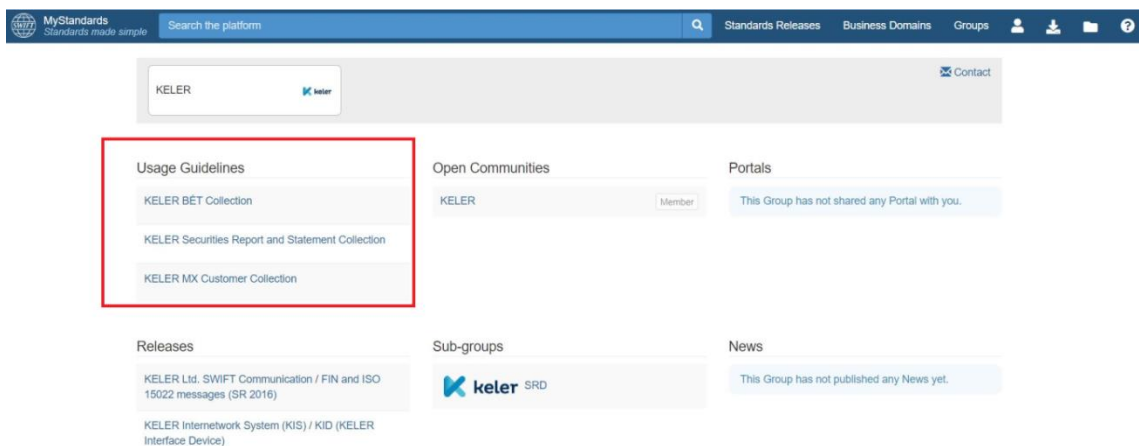 SWIFT
MyStandards
Standards made simple
Search the platform
Standards Releases
Business Domains
Groups
KELER
keler
Contact
Usage Guidelines
KELER BÉT Collection
KELER Securities Report and Statement Collection
KELER MX Customer Collection
Open Communities
KELER
Member
Portals
This Group has not shared any Portal with you.
Releases
KELER Ltd. SWIFT Communication / FIN and ISO
15022 messages (SR 2016)
KELER Internetwork System (KIS) / KID (KELER
Interface Device)
Sub-groups
keler SRD
News
This Group has not published any News yet.